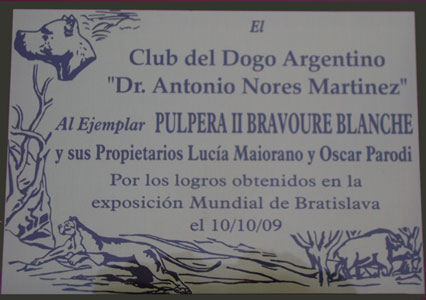 El
Club del Dogo Argentino
"Dr. Antonio Nores Martinez"
Al Ejemplar PULPERA II BRAVOURE BLANCHE
y sus Propietarios Lucía Maiorano y Oscar Parodi
Por los logros obtenidos en la
exposición Mundial de Bratislava
el 10/10/09